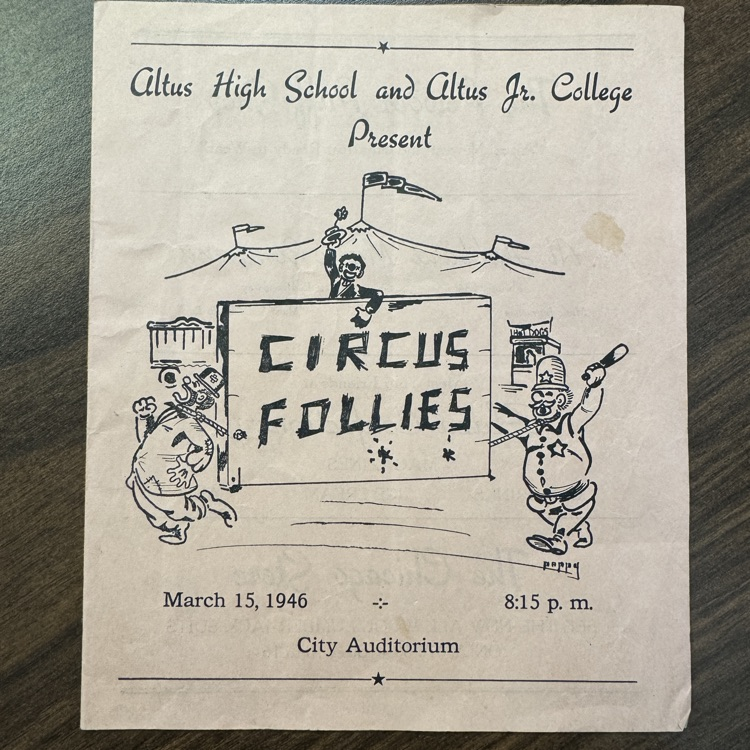 Altus High School and Altus Jr. College
Present
HOT DOGS
CIRCUS
FOLLIES
poppy
March 15, 1946 -:- 8:15 p. m.
City Auditorium